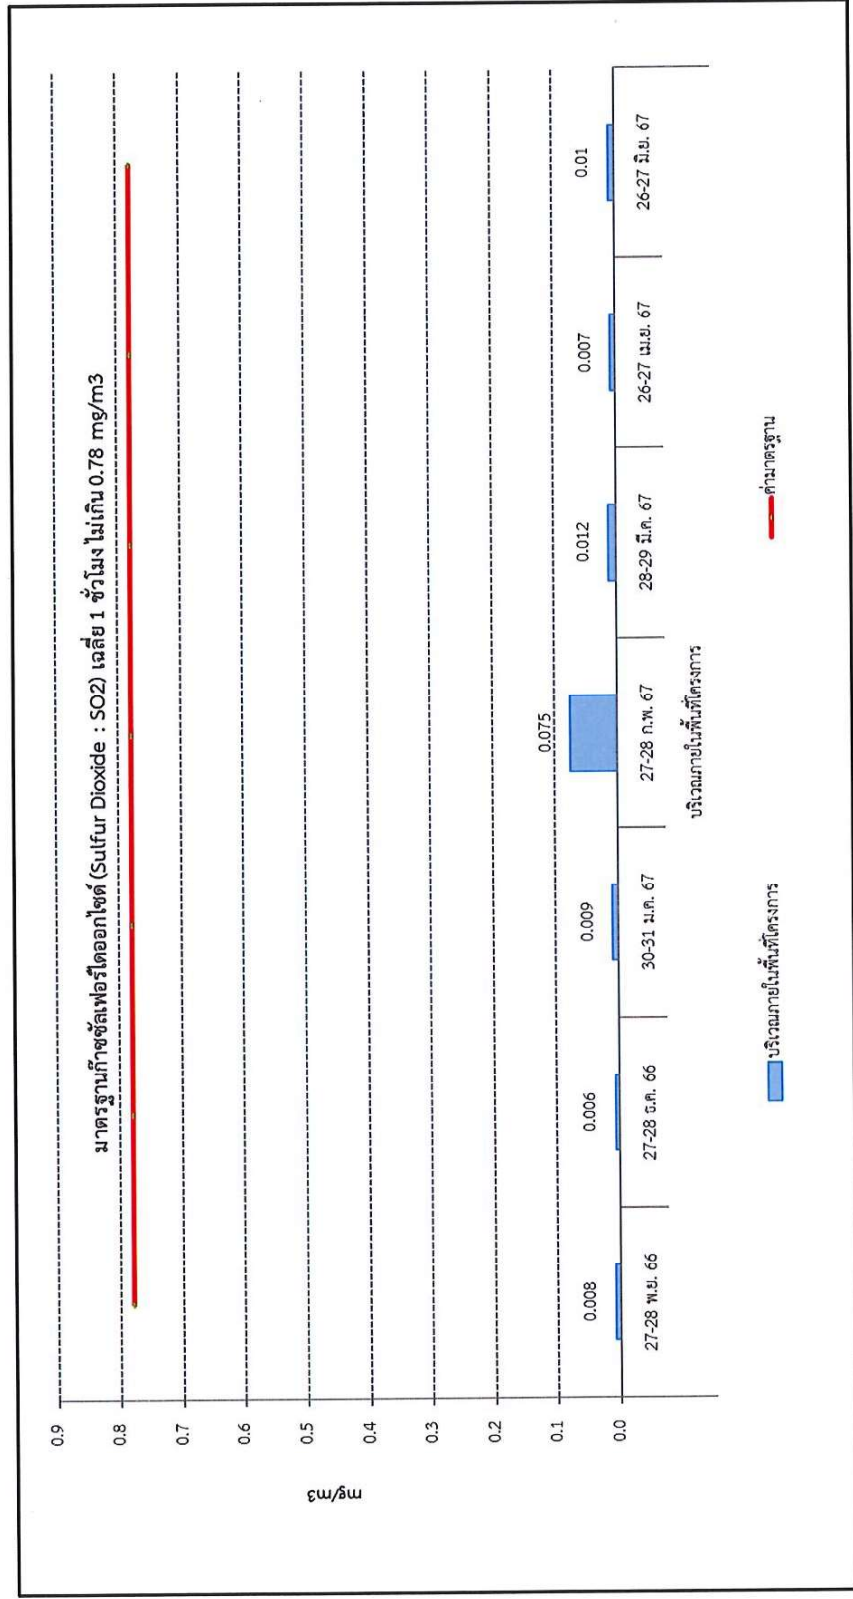 มาตรฐานก๊าซซัลเฟอร์ไดออกไซด์ (Sulfur Dioxide : SO2) เฉลี่ย 1 ชั่วโมง ไม่เกิน 0.78 mg/m3
mg/m3
0.9
0.8
0.7
0.6
0.5
0.4
0.3
0.2
0.1
0.0
0.008
0.006
0.009
0.075
0.012
0.007
0.01
27-28 พ.ย. 66
27-28 ธ.ค. 66
30-31 ม.ค. 67
27-28 ก.พ. 67
28-29 มี.ค. 67
26-27 เม.ย. 67
26-27 มิ.ย. 67
บริเวณภายในพื้นที่โครงการ
บริเวณภายในพื้นที่โครงการ
ค่ามาตรฐาน